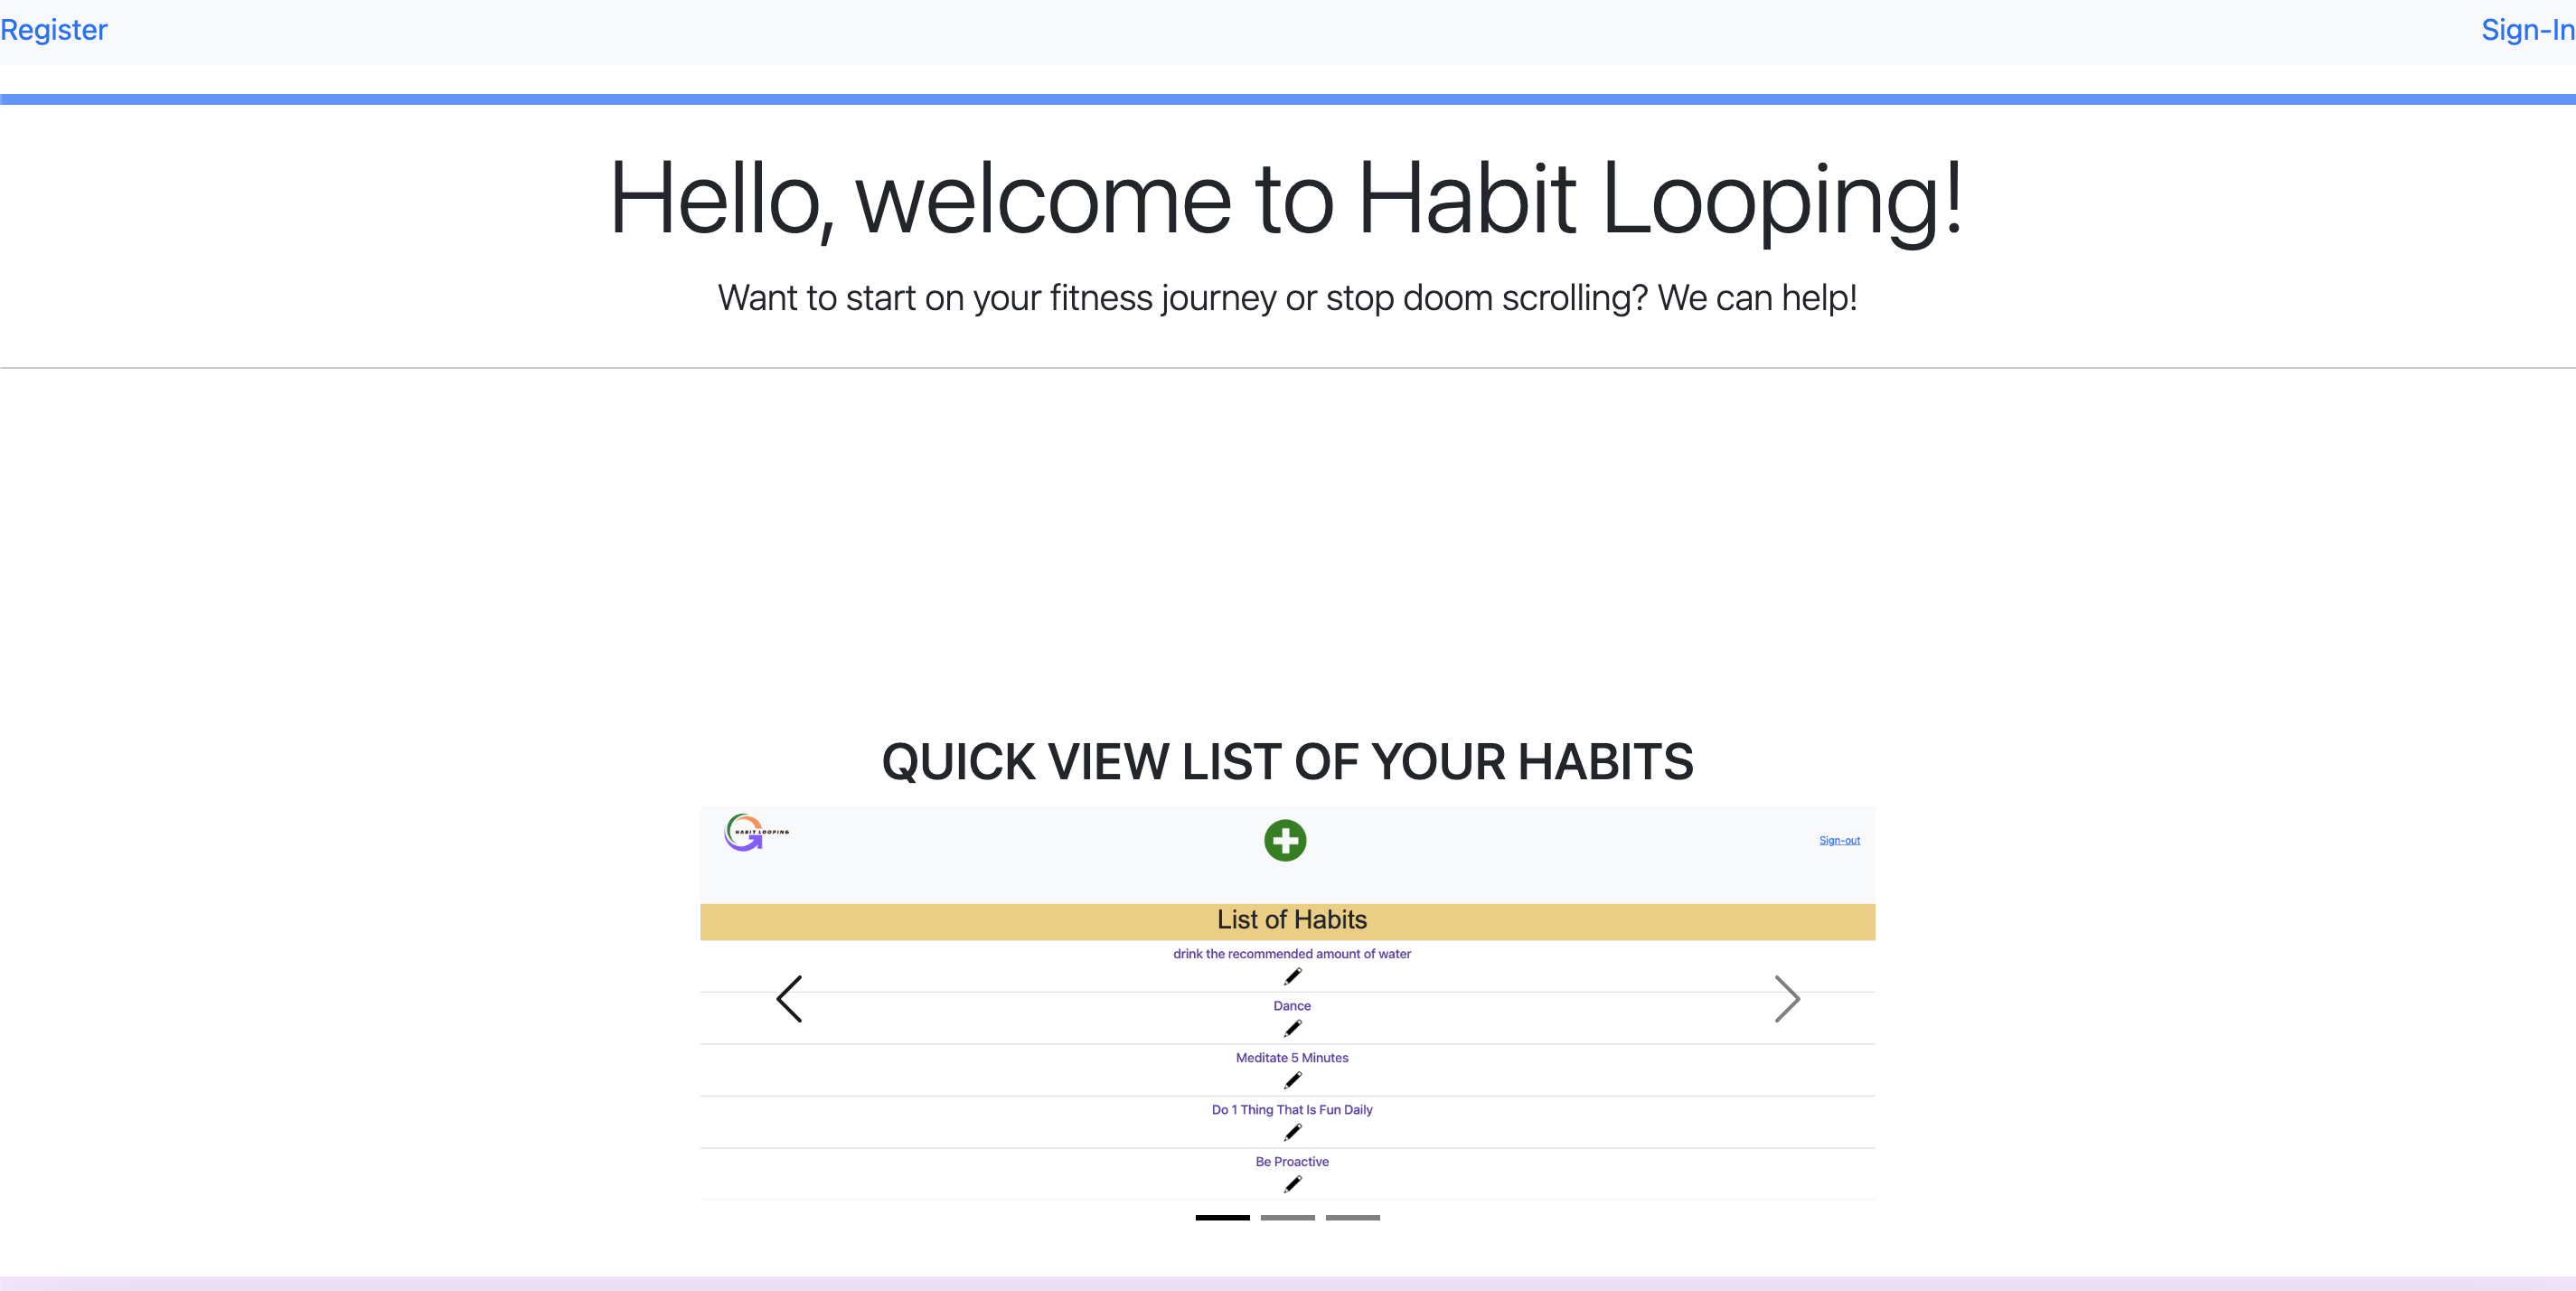 Register
Sign-In
Hello, welcome to Habit Looping!
Want to start on your fitness journey or stop doom scrolling? We can help!
QUICK VIEW LIST OF YOUR HABITS
HABIT LOOPING
Sign-out
List of Habits
drink the recommended amount of water
Dance
Meditate 5 Minutes
Do 1 Thing That Is Fun Daily
Be Proactive